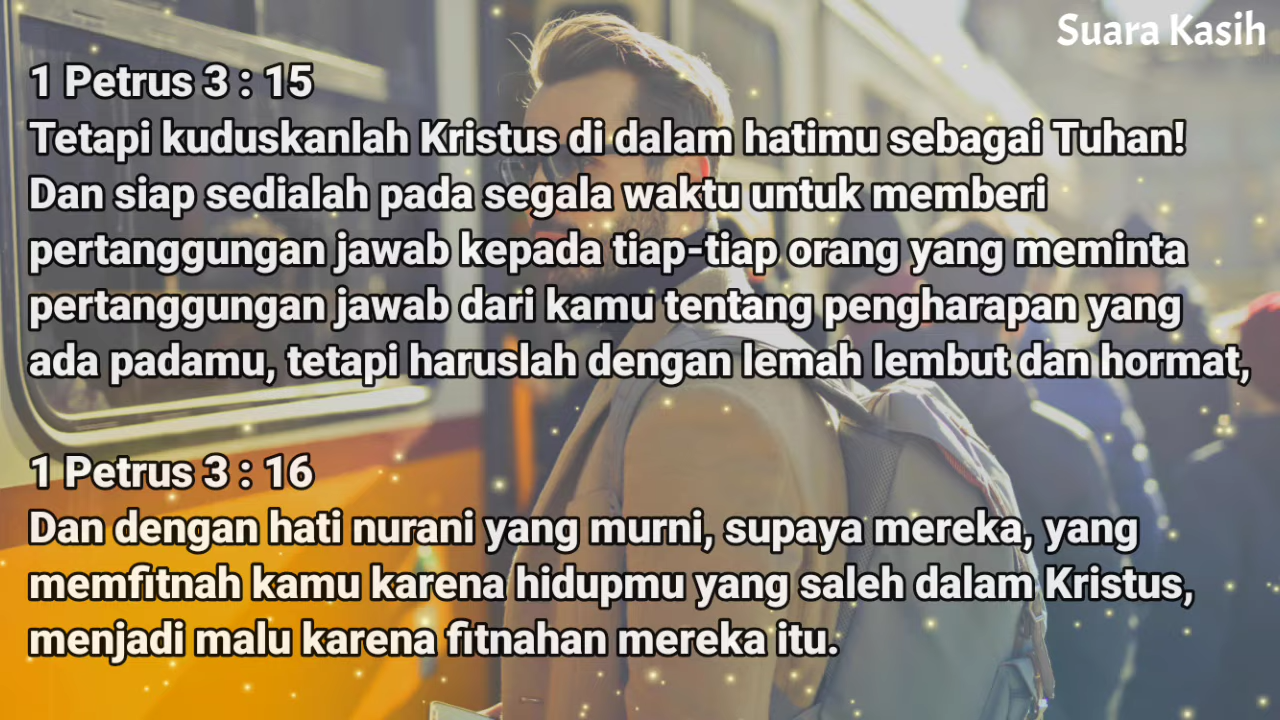 Suara Kasih
1 Petrus 3 : 15
Tetapi kuduskanlah Kristus di dalam hatimu sebagai Tuhan!
Dan siap sedialah pada segala waktu untuk memberi
pertanggungan jawab kepada tiap-tiap orang yang meminta
pertanggungan jawab dari kamu tentang pengharapan yang
ada padamu, tetapi haruslah dengan lemah lembut dan hormat,
1 Petrus 3 : 16
Dan dengan hati nurani yang murni, supaya mereka, yang
memfitnah kamu karena hidupmu yang saleh dalam Kristus,
menjadi malu karena fitnahan mereka itu.